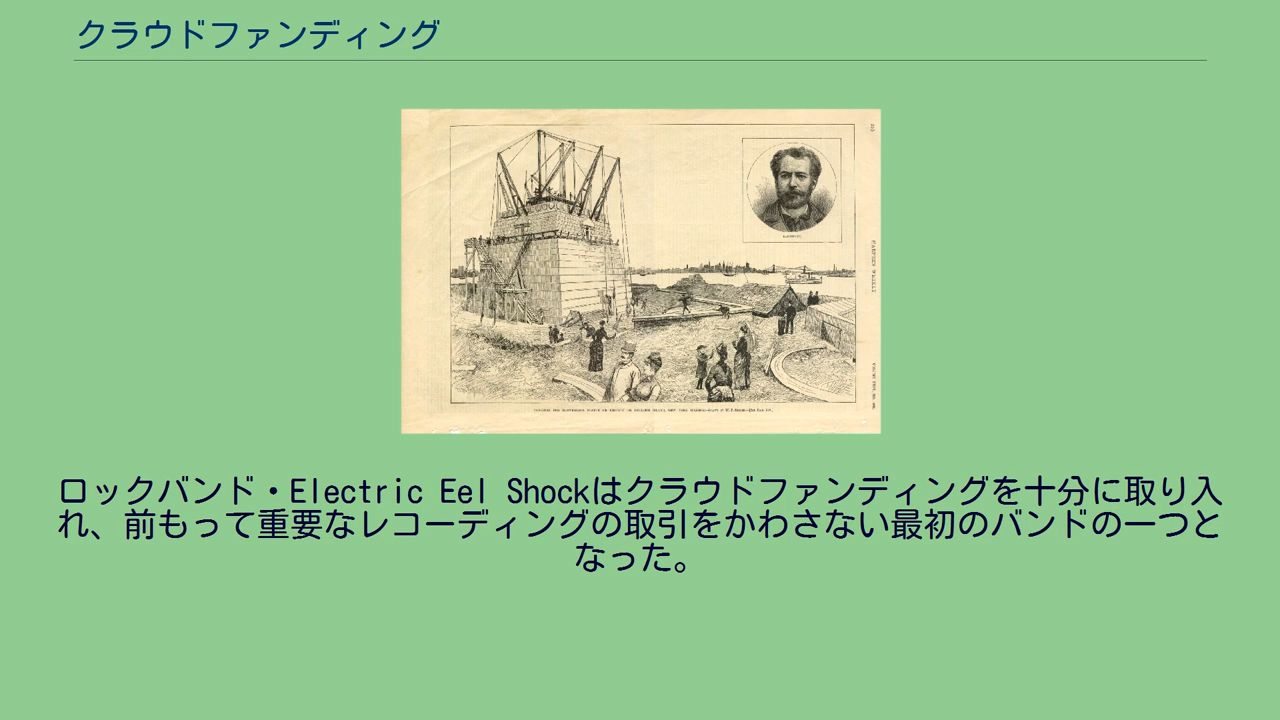 クラウドファンディング
HARPER'S WEEKLY
ロックバンド・Electric Eel Shockはクラウドファンディングを十分に取り入
れ、前もって重要なレコーディングの取引をかわさない最初のバンドの一つと
なった。